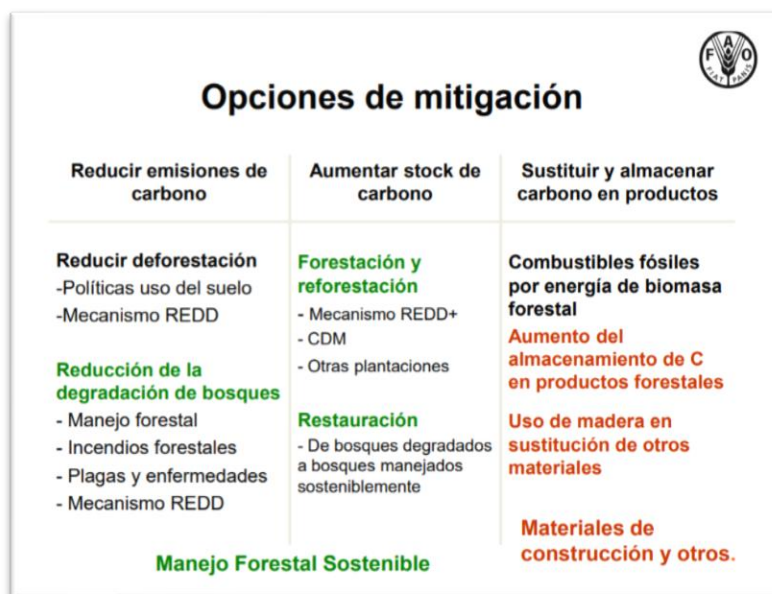 F A O
FIAT PANIS
Opciones de mitigación
Reducir emisiones de
carbono
Aumentar stock de
carbono
Sustituir y almacenar
carbono en productos
Reducir deforestación
-Políticas uso del suelo
-Mecanismo REDD
Reducción de la
degradación de bosques
- Manejo forestal
- Incendios forestales
- Plagas y enfermedades
- Mecanismo REDD
Forestación y
reforestación
- Mecanismo REDD+
- CDM
- Otras plantaciones
Restauración
- De bosques degradados
a bosques manejados
sosteniblemente
Combustibles fósiles
por energía de biomasa
forestal
Aumento del
almacenamiento de C
en productos forestales
Uso de madera en
sustitución de otros
materiales
Materiales de
construcción y otros.
Manejo Forestal Sostenible